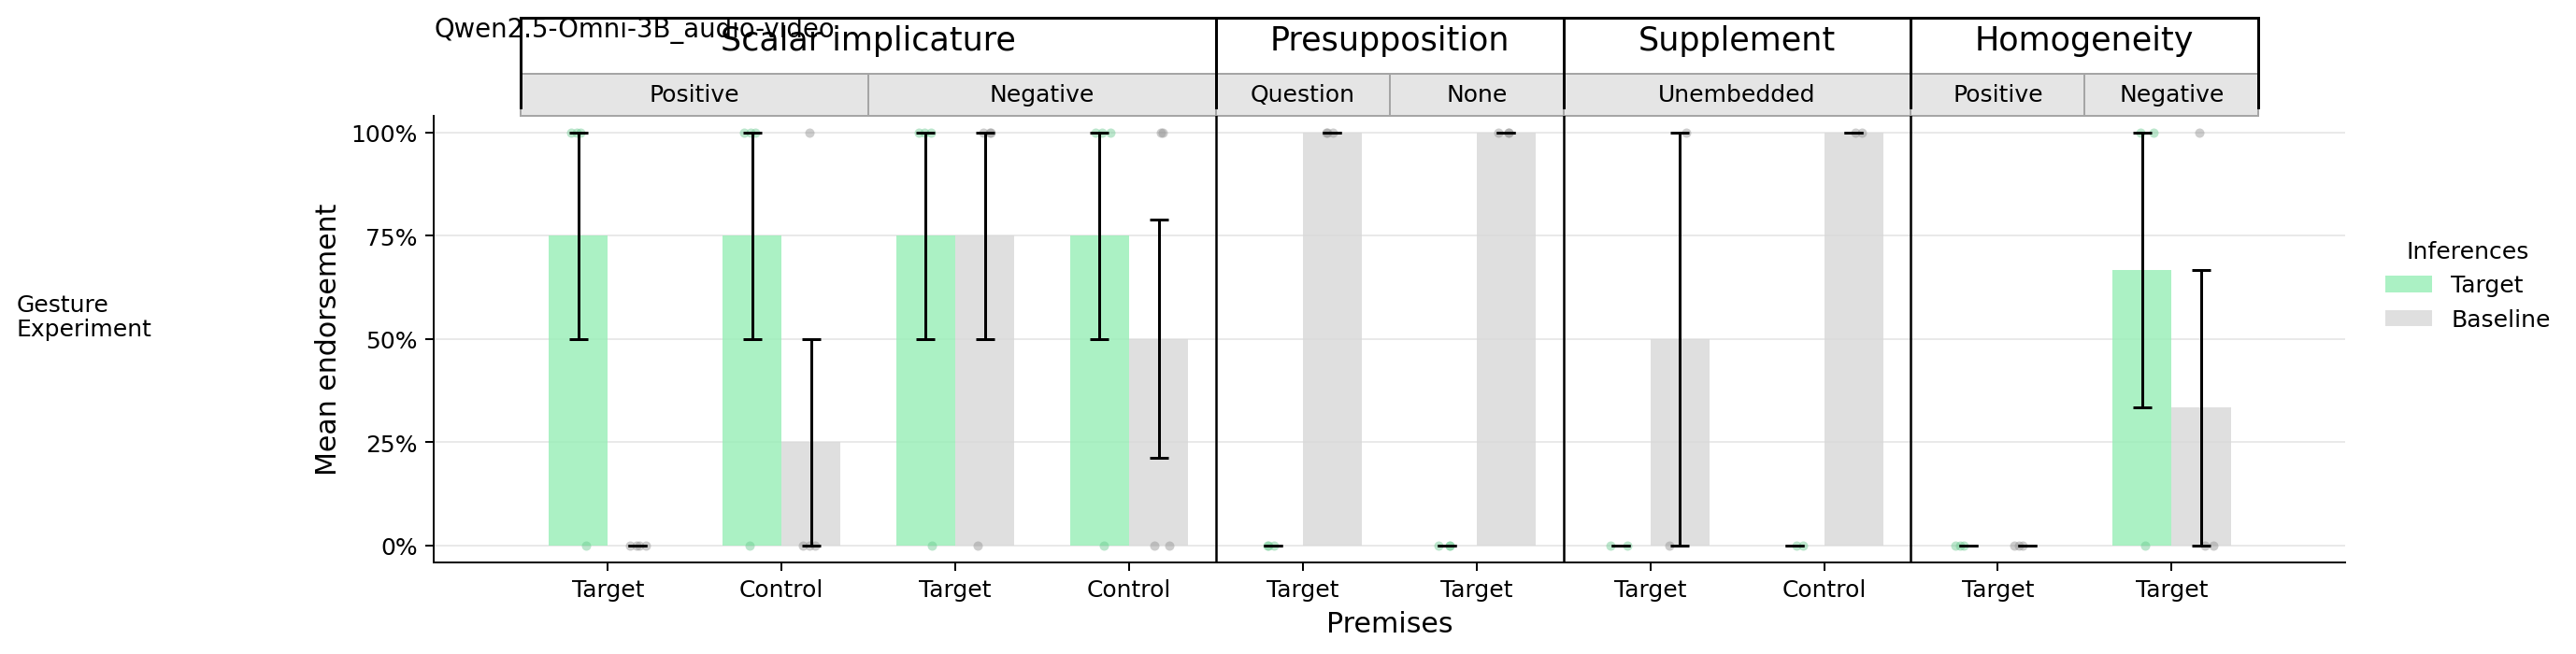 Qwen2.5-Omni-3B_audio-video
Scalar implicature Presupposition Supplement Homogeneity
Positive Negative Question None Unembedded Positive Negative
100%
75%
50%
25%
0%
Mean endorsement
Gesture
Experiment
Inferences
Target
Baseline
Target Control Target Control Target Target Target Control Target Target
Premises